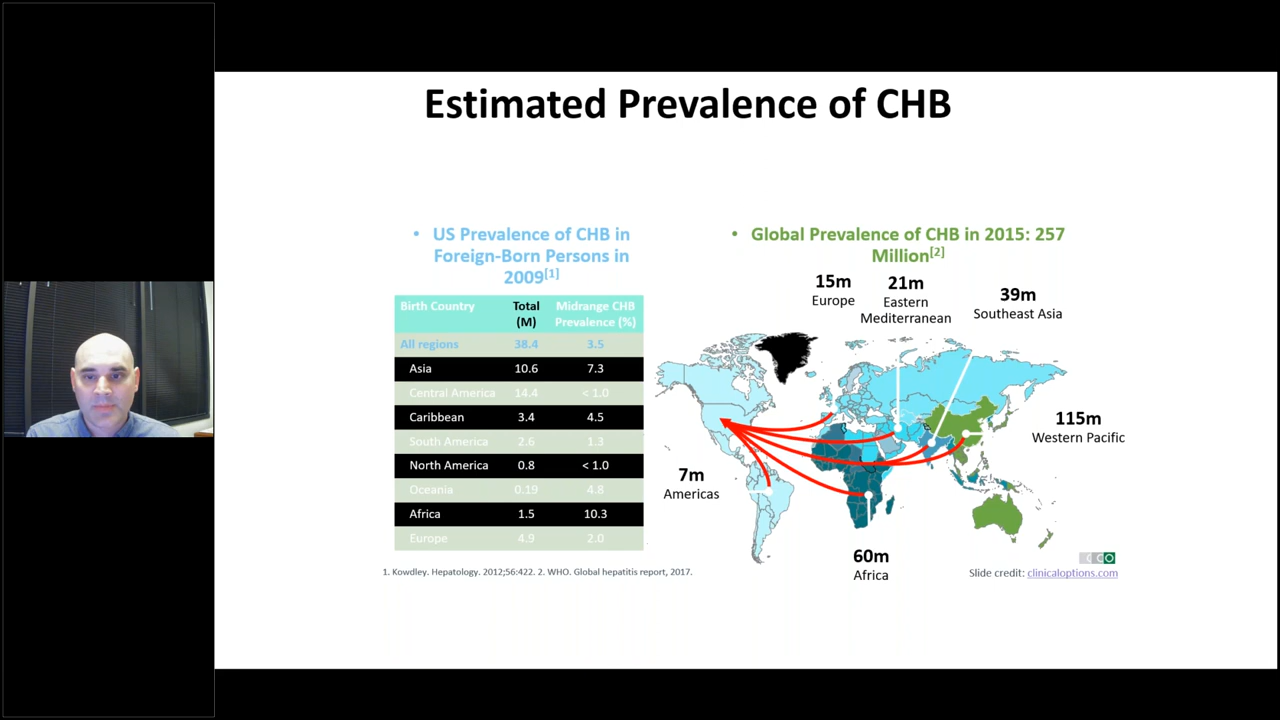 Estimated Prevalence of CHB
• US Prevalence of CHB in
Foreign-Born Persons in
2009[1]
Birth Country Total (M) Midrange CHB Prevalence (%)
All regions 38.4 3.5
Asia 10.6 7.3
Central America 14.4 < 1.0
Caribbean 3.4 4.5
South America 2.6 1.3
North America 0.8 < 1.0
Oceania 0.19 4.8
Africa 1.5 10.3
Europe 4.9 2.0
• Global Prevalence of CHB in 2015: 257
Million[2]
15m
Europe
21m
Eastern
Mediterranean
39m
Southeast Asia
115m
Western Pacific
7m
Americas
60m
Africa
CCO
1. Kowdley. Hepatology. 2012;56:422. 2. WHO. Global hepatitis report, 2017.
Slide credit: clinicaloptions.com